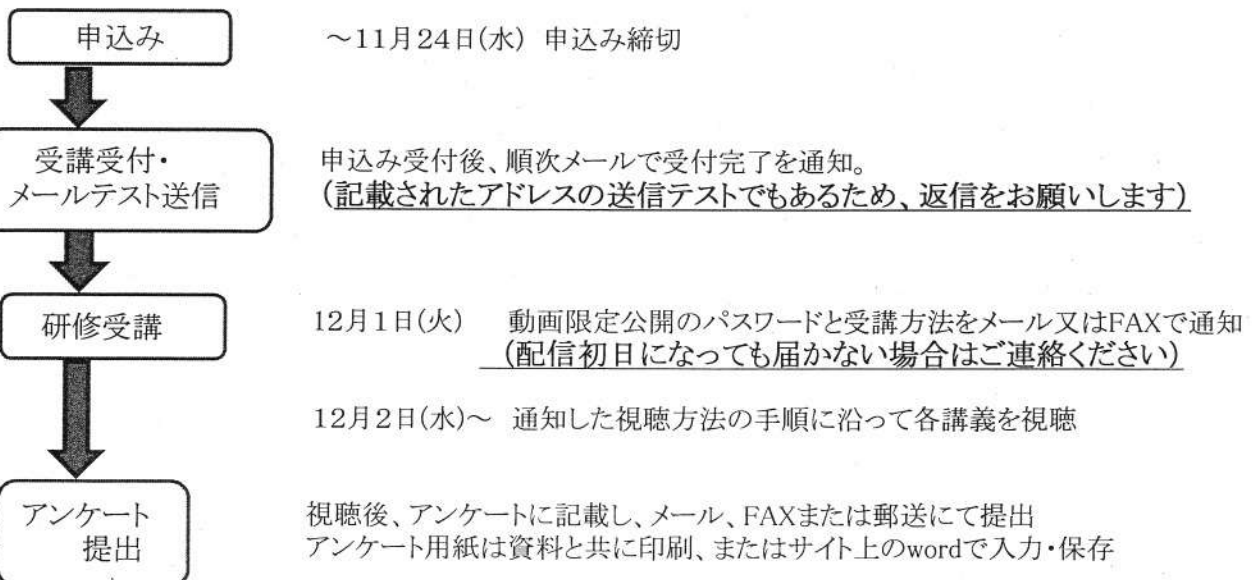 申込み
～11月24日(水) 申込み締切
受講受付・
メールテスト送信
申込み受付後、順次メールで受付完了を通知。
(記載されたアドレスの送信テストでもあるため、返信をお願いします)
研修受講
12月1日(火) 動画限定公開のパスワードと受講方法をメール又はFAXで通知
(配信初日になっても届かない場合はご連絡ください)
12月2日(水)～ 通知した視聴方法の手順に沿って各講義を視聴
アンケート
提出
視聴後、アンケートに記載し、メール、FAXまたは郵送にて提出
アンケート用紙は資料と共に印刷、またはサイト上のwordで入力・保存